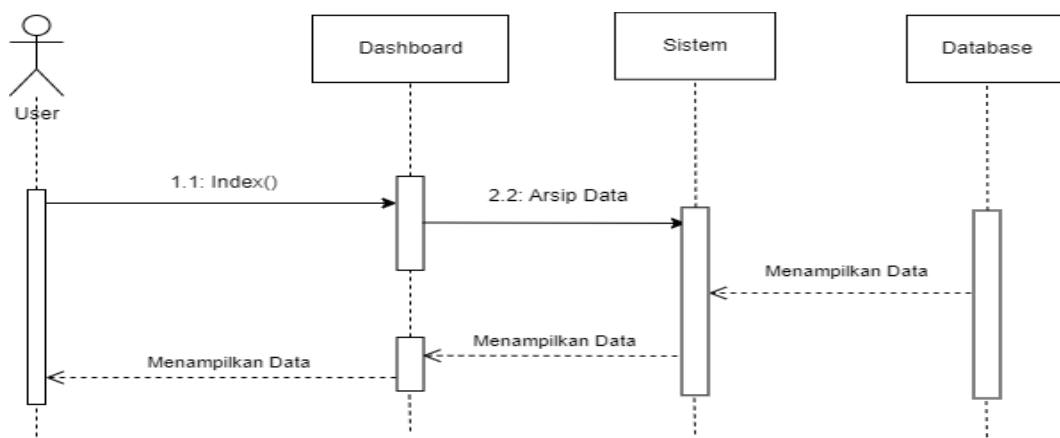 Dashboard
Sistem
Database
User
1.1: Index()
2.2: Arsip Data
Menampilkan Data
Menampilkan Data
Menampilkan Data